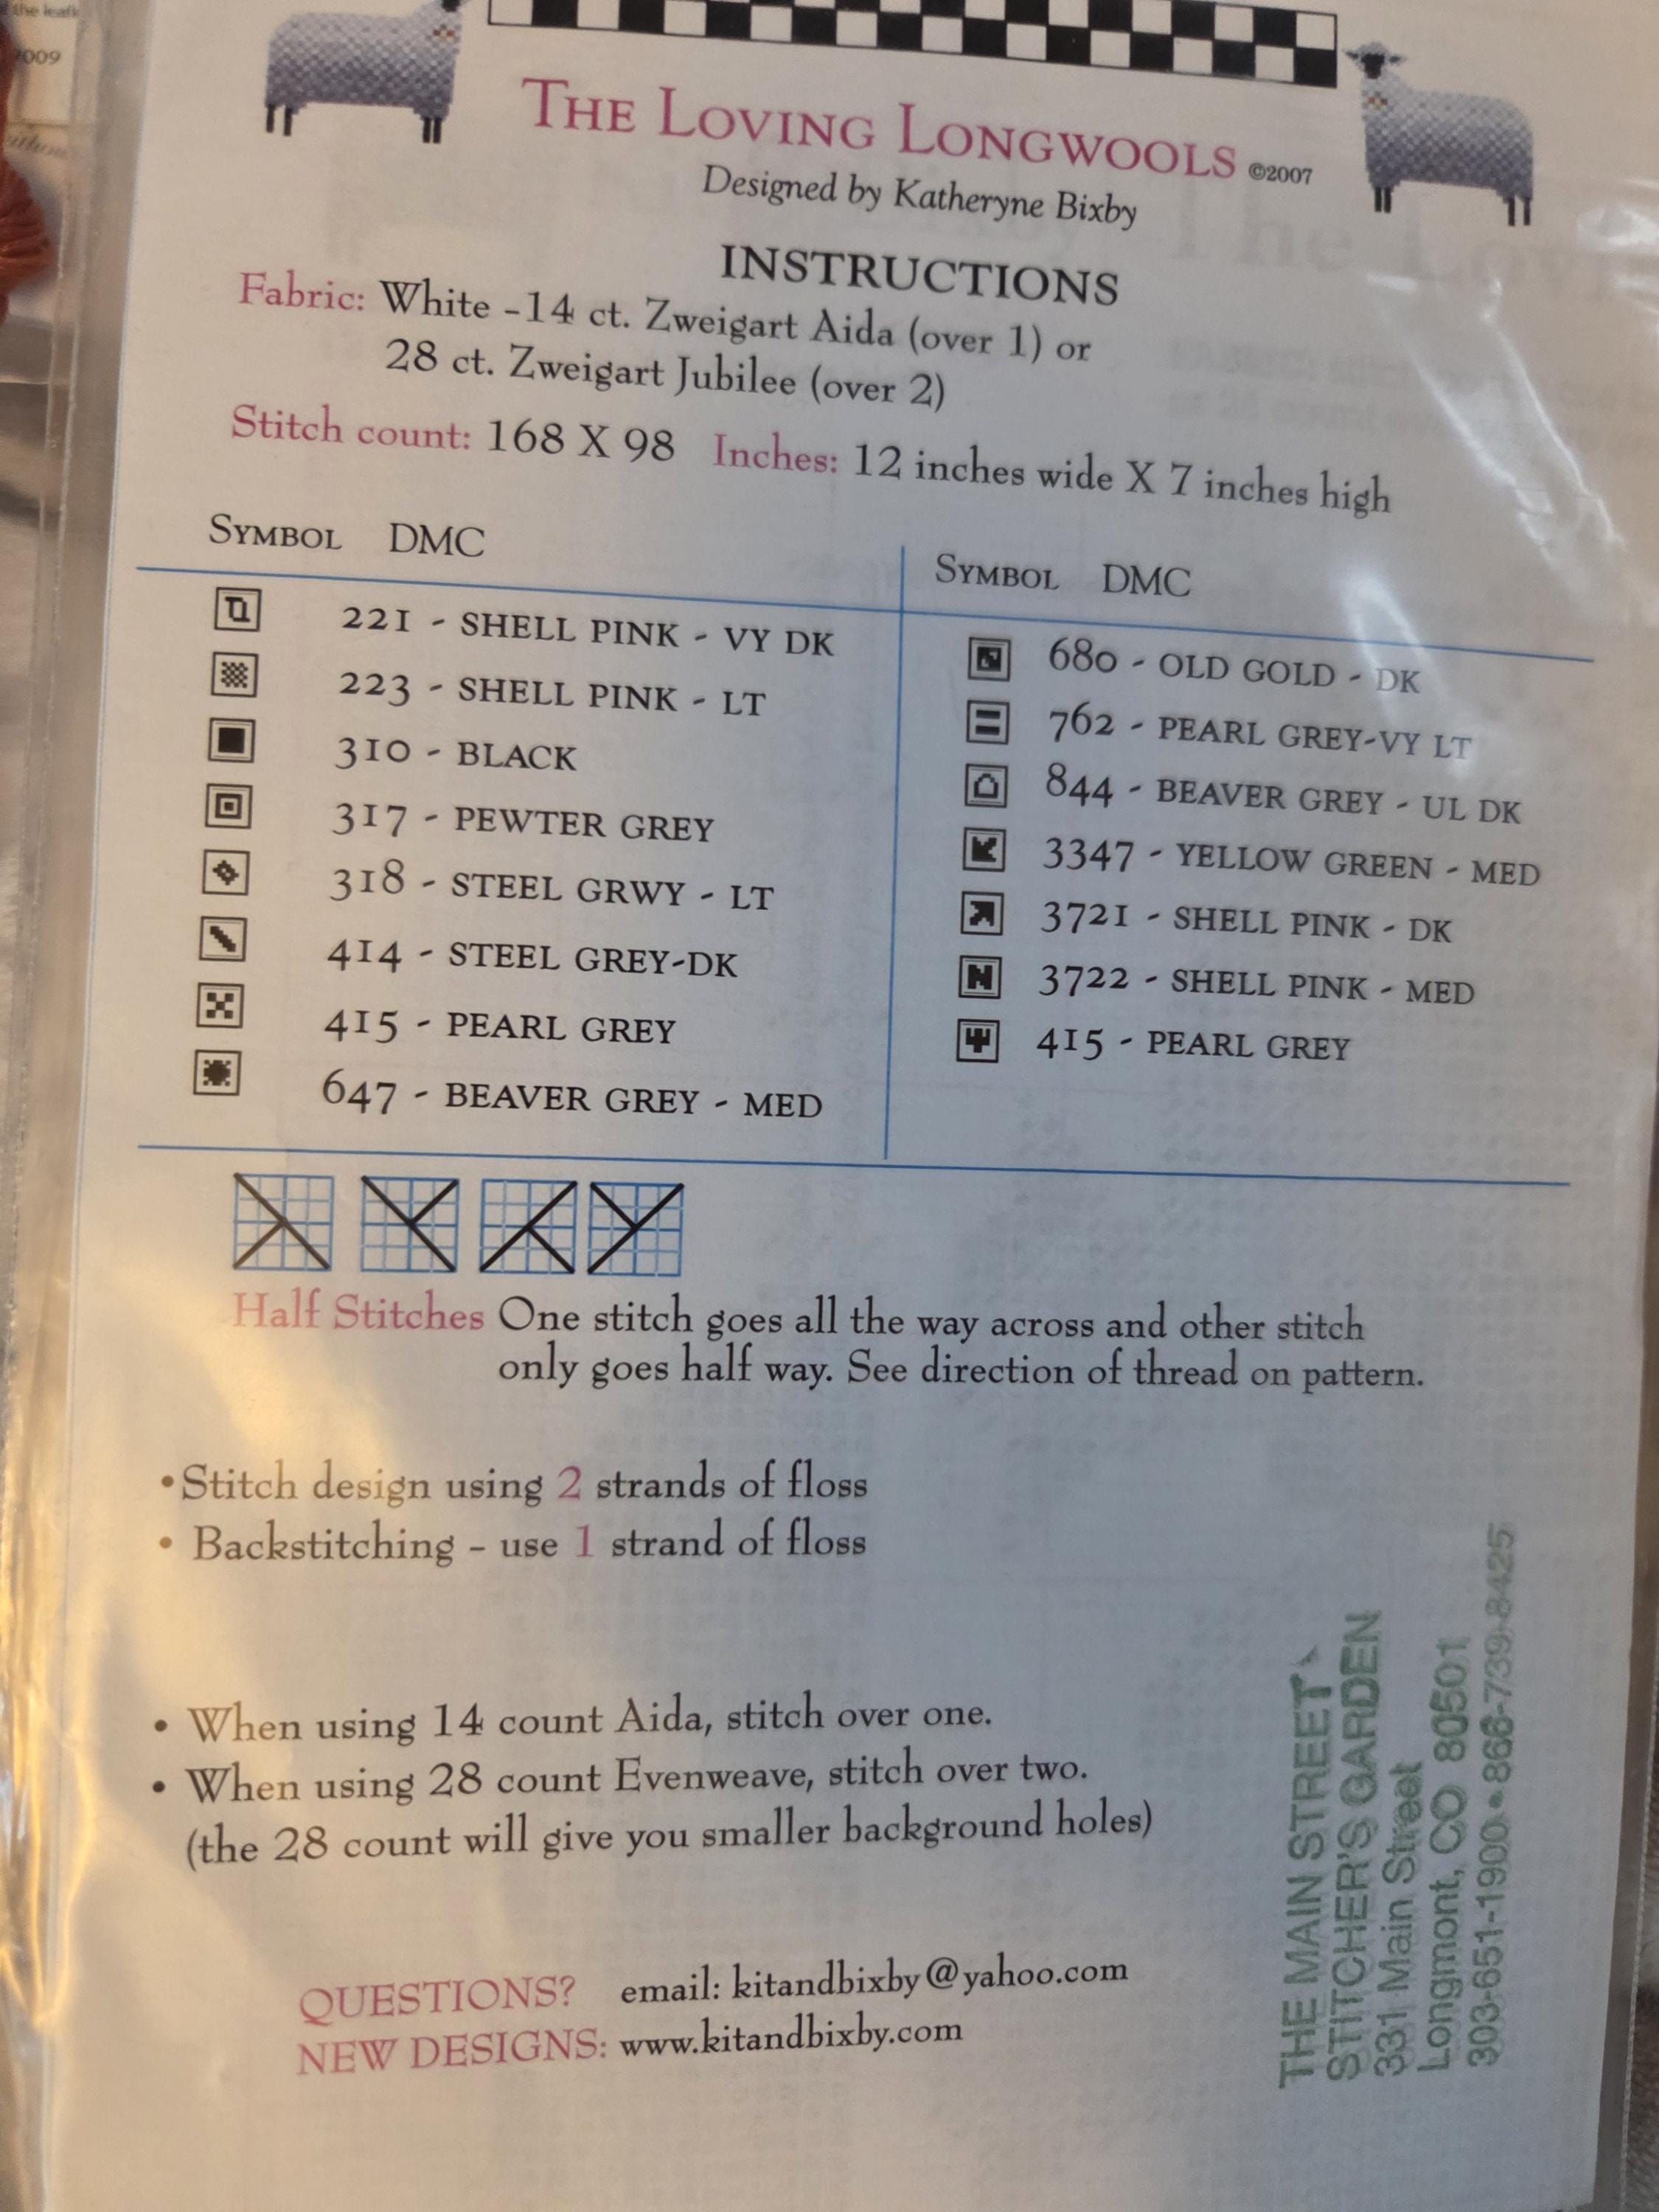 the leafl
2009
THE LOVING LONGWOOLS ©2007
Designed by Katheryne Bixby
INSTRUCTIONS
Fabric: White -14 ct. Zweigart Aida (over 1) or
28 ct. Zweigart Jubilee (over 2)
Stitch count: 168 X 98 Inches: 12 inches wide X 7 inches high
SYMBOL DMC
221 - SHELL PINK - VY DK
223 - SHELL PINK - LT
310 - BLACK
317 - PEWTER GREY
318 - STEEL GRWY - LT
414 - STEEL GREY-DK
415 - PEARL GREY
647 - BEAVER GREY - MED
SYMBOL DMC
680 - OLD GOLD - DK
762 - PEARL GREY-VY LT
844 - BEAVER GREY - UL DK
3347 - YELLOW GREEN - MED
3721 - SHELL PINK - DK
3722 - SHELL PINK - MED
415 - PEARL GREY
Half Stitches One stitch goes all the way across and other stitch
only goes half way. See direction of thread on pattern.
•Stitch design using 2 strands of floss
• Backstitching - use 1 strand of floss
• When using 14 count Aida, stitch over one.
• When using 28 count Evenweave, stitch over two.
(the 28 count will give you smaller background holes)
QUESTIONS? email: kitandbixby@yahoo.com
NEW DESIGNS: www.kitandbixby.com
THE MAIN STREET
STITCHER'S GARDEN
331 Main Street
Longmont, CO 80501
303-651-1900 • 866-739-8425